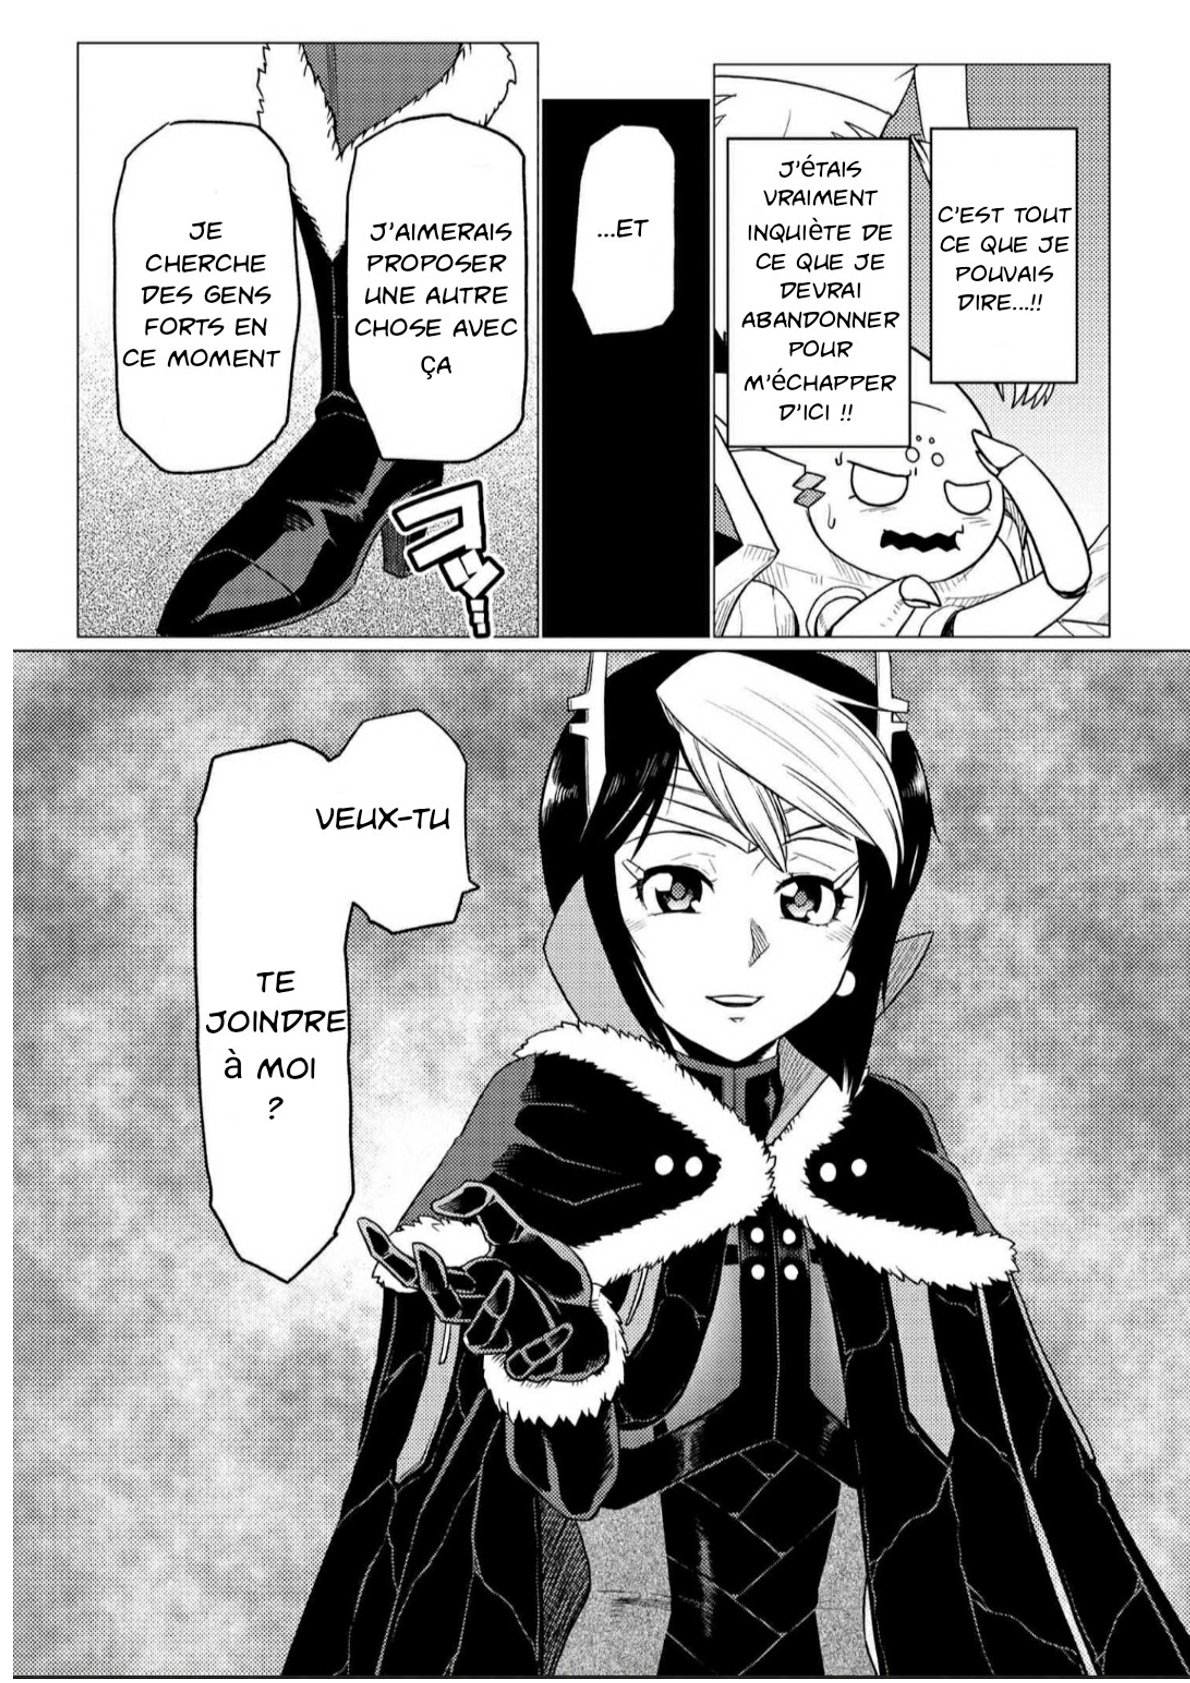 C'EST TOUT
CE QUE JE
POUVAIS
DIRE...!!
J'ÉTAIS
VRAIMENT
INQUIÈTE DE
CE QUE JE
DEVRAI
ABANDONNER
POUR
M'ÉCHAPPER
D'ICI !!
...ET
J'AIMERAIS
PROPOSER
UNE AUTRE
CHOSE AVEC
ÇA
JE
CHERCHE
DES GENS
FORTS EN
CE MOMENT
VEUX-TU
TE
JOINDRE
À MOI
?